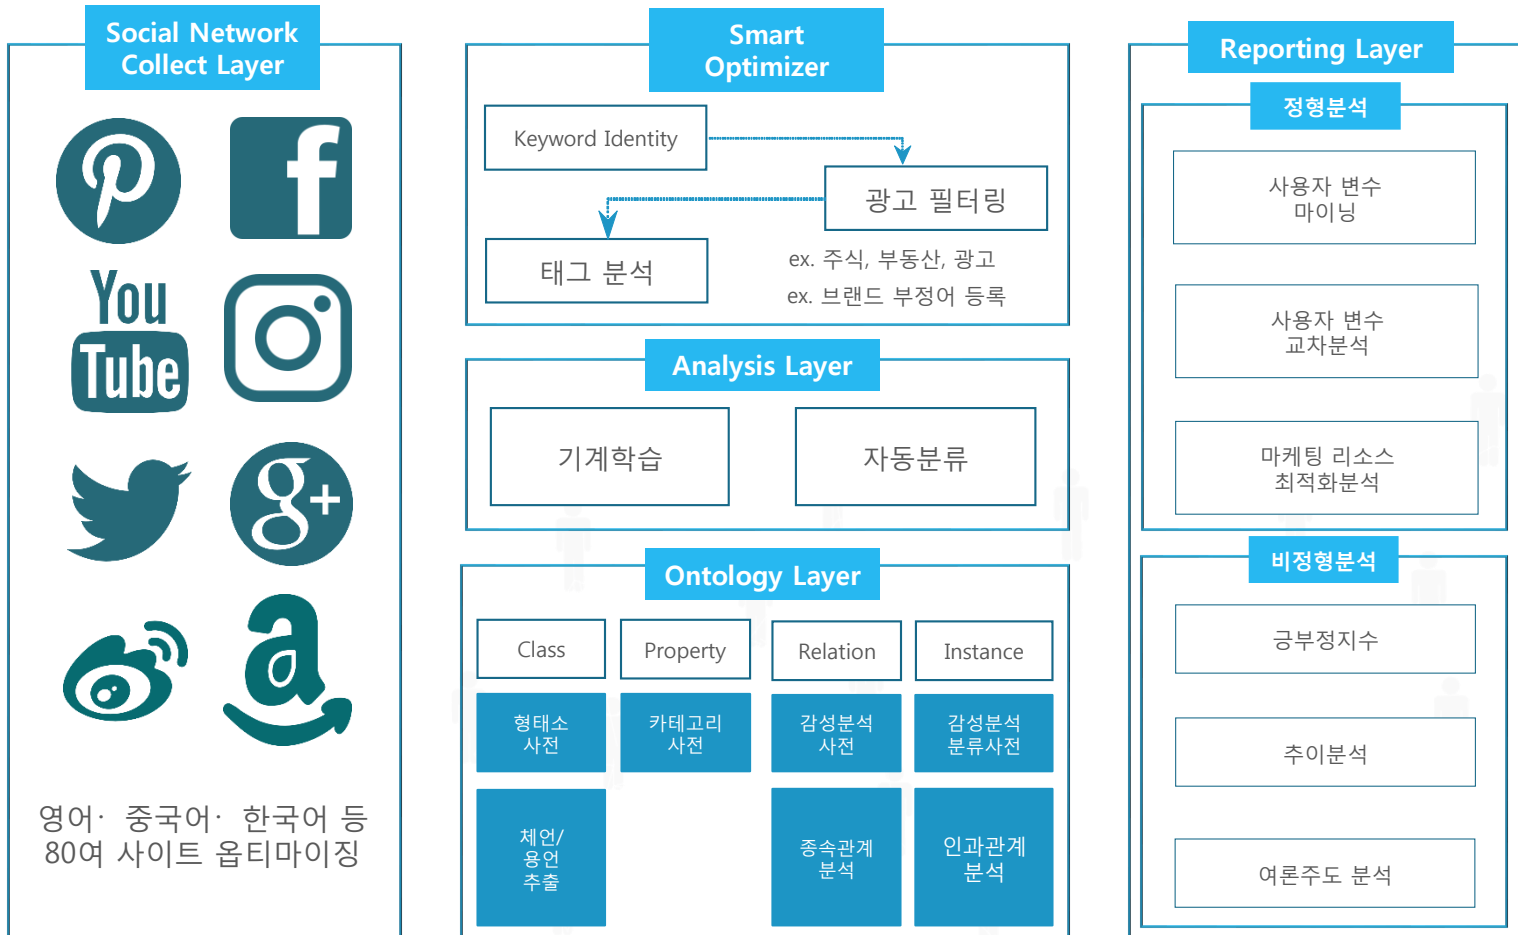 Social Network
Collect Layer
You
Tube
영어· 중국어· 한국어 등
80여 사이트 옵티마이징
Smart
Optimizer
Keyword Identity
광고 필터링
태그 분석
ex. 주식, 부동산, 광고
ex. 브랜드 부정어 등록
Analysis Layer
기계학습
자동분류
Ontology Layer
Class
Property
Relation
Instance
형태소
사전
카테고리
사전
감성분석
사전
감성분석
분류사전
체언/
용언
추출
종속관계
분석
인과관계
분석
Reporting Layer
정형분석
사용자 변수
마이닝
사용자 변수
교차분석
마케팅 리소스
최적화분석
비정형분석
긍부정지수
추이분석
여론주도 분석